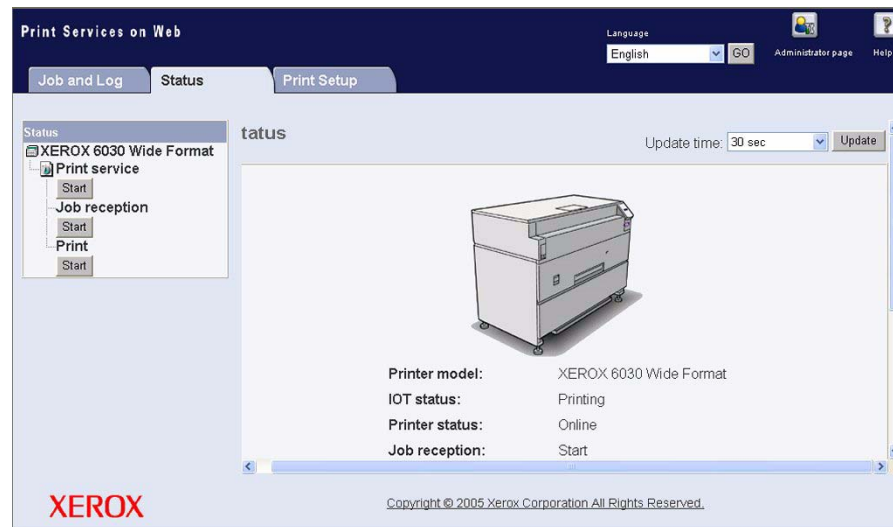 Print Services on Web
Language
English
GO
Administrator page
Help
Job and Log
Status
Print Setup
Status
XEROX 6030 Wide Format
Print service
Start
Job reception
Start
Print
Start
tatus
Update time:
30 sec
Update
Printer model: XEROX 6030 Wide Format
IOT status: Printing
Printer status: Online
Job reception: Start
XEROX
Copyright © 2005 Xerox Corporation All Rights Reserved.